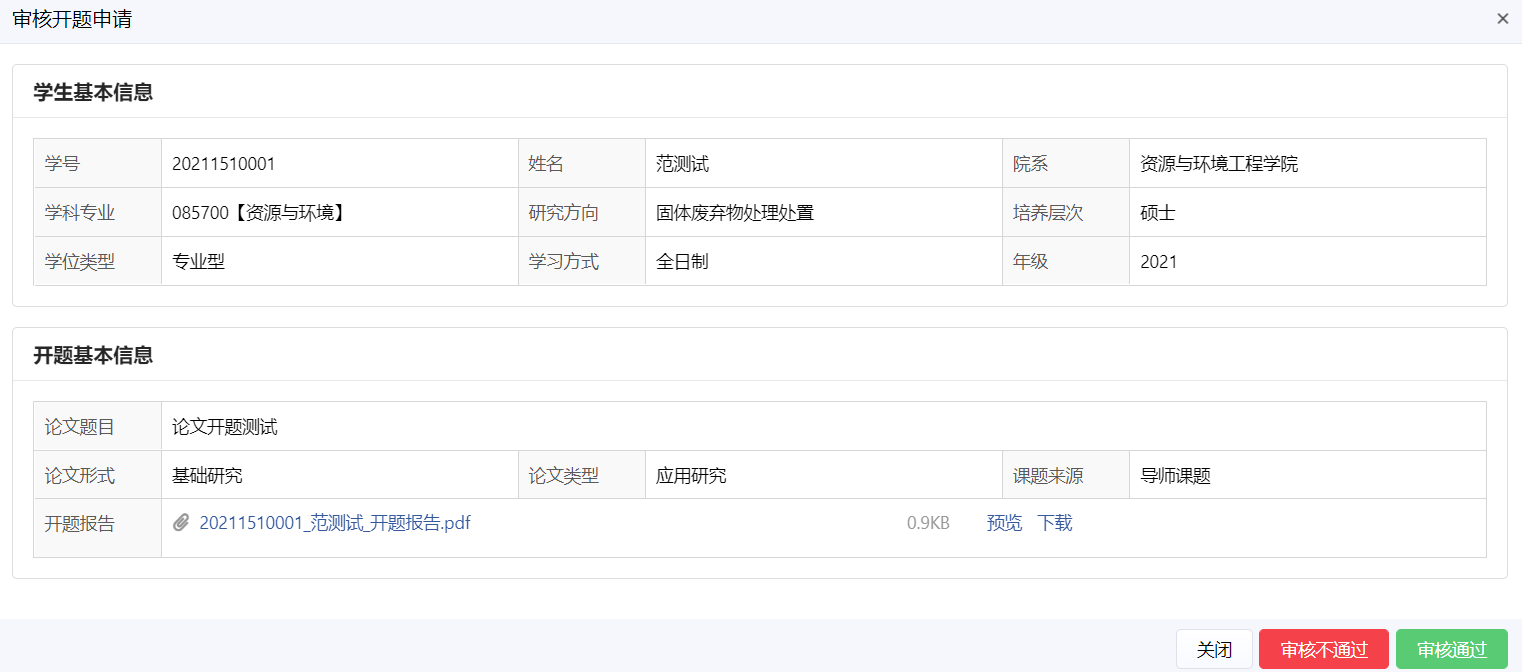 审核开题申请 ×
学生基本信息
学号 20211510001 姓名 范测试 院系 资源与环境工程学院
学科专业 085700【资源与环境】 研究方向 固体废弃物处理处置 培养层次 硕士
学位类型 专业型 学习方式 全日制 年级 2021
开题基本信息
论文题目 论文开题测试
论文形式 基础研究 论文类型 应用研究 课题来源 导师课题
开题报告 20211510001_范测试_开题报告.pdf 0.9KB 预览 下载
关闭 审核不通过 审核通过